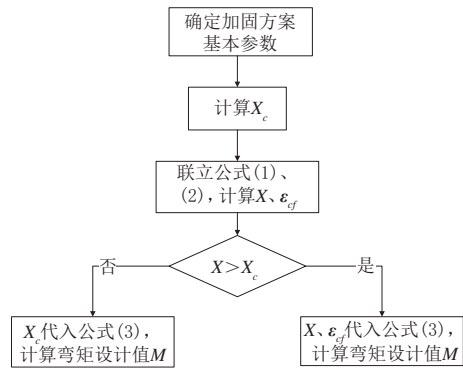 确定加固方案
基本参数
计算X_c
联立公式(1)、
(2),计算X、ε_cf
X>X_c
否
是
X_c代入公式(3),
计算弯矩设计值M
X、ε_cf代入公式(3),
计算弯矩设计值M